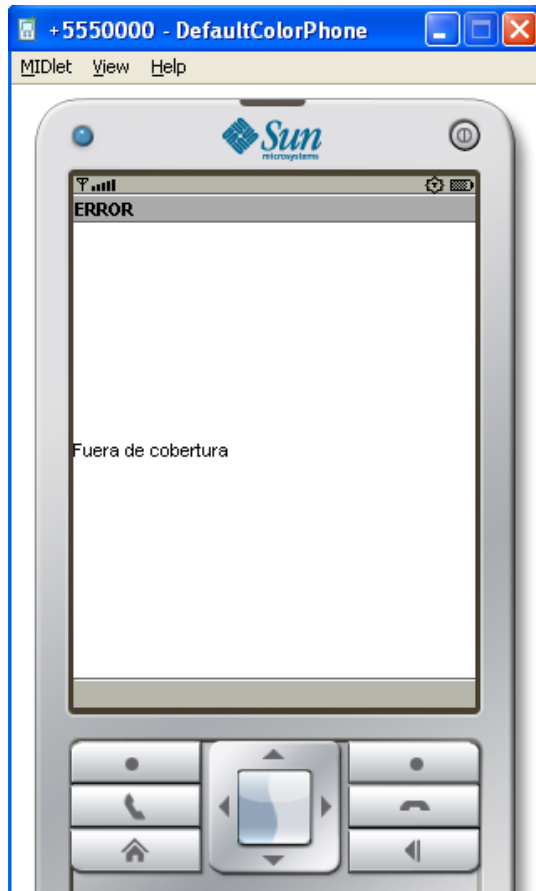 +5550000 - DefaultColorPhone
MIDlet View Help
Sun
microsystems
ERROR
Fuera de cobertura